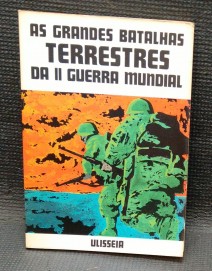 AS GRANDES BATALHAS
TERRESTRES
DA II GUERRA MUNDIAL
ULISSEIA